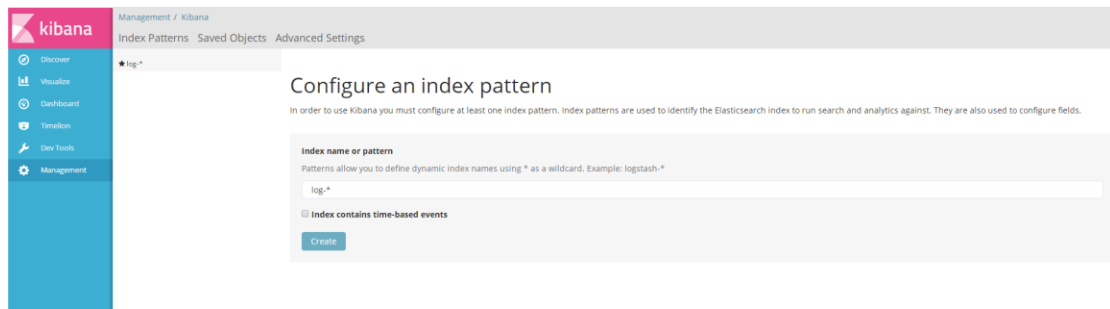 kibana
Discover
Visualize
Dashboard
Timelion
Dev Tools
Management
Management / Kibana
Index Patterns Saved Objects Advanced Settings
★ log-*
Configure an index pattern
In order to use Kibana you must configure at least one index pattern. Index patterns are used to identify the Elasticsearch index to run search and analytics against. They are also used to configure fields.
Index name or pattern
Patterns allow you to define dynamic index names using * as a wildcard. Example: logstash-*
log-*
Index contains time-based events
Create